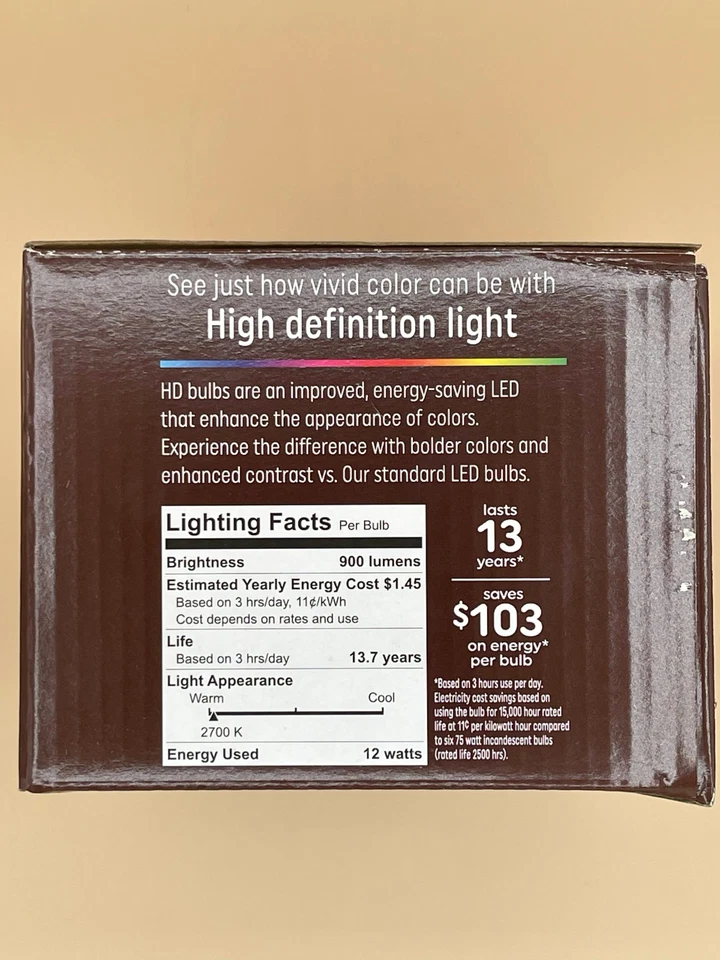 See just how vivid color can be with
High definition light
HD bulbs are an improved, energy-saving LED
that enhance the appearance of colors.
Experience the difference with bolder colors and
enhanced contrast vs. Our standard LED bulbs.
Lighting Facts Per Bulb
Brightness 900 lumens
Estimated Yearly Energy Cost $1.45
Based on 3 hrs/day, 11¢/kWh
Cost depends on rates and use
Life
Based on 3 hrs/day 13.7 years
Light Appearance
Warm Cool
2700 K
Energy Used 12 watts
lasts
13
years*
saves
$103
on energy*
per bulb
*Based on 3 hours use per day.
Electricity cost savings based on
using the bulb for 15,000 hour rated
life at 11¢ per kilowatt hour compared
to six 75 watt incandescent bulbs
(rated life 2500 hrs).